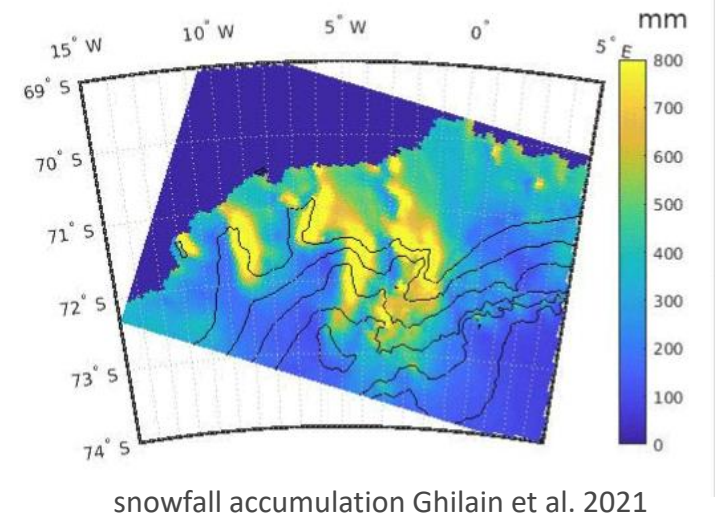 mm
15° W
10° W
5° W
0°
5° E
69° S
70° S
71° S
72° S
73° S
74° S
800
700
600
500
400
300
200
100
0
snowfall accumulation Ghilain et al. 2021